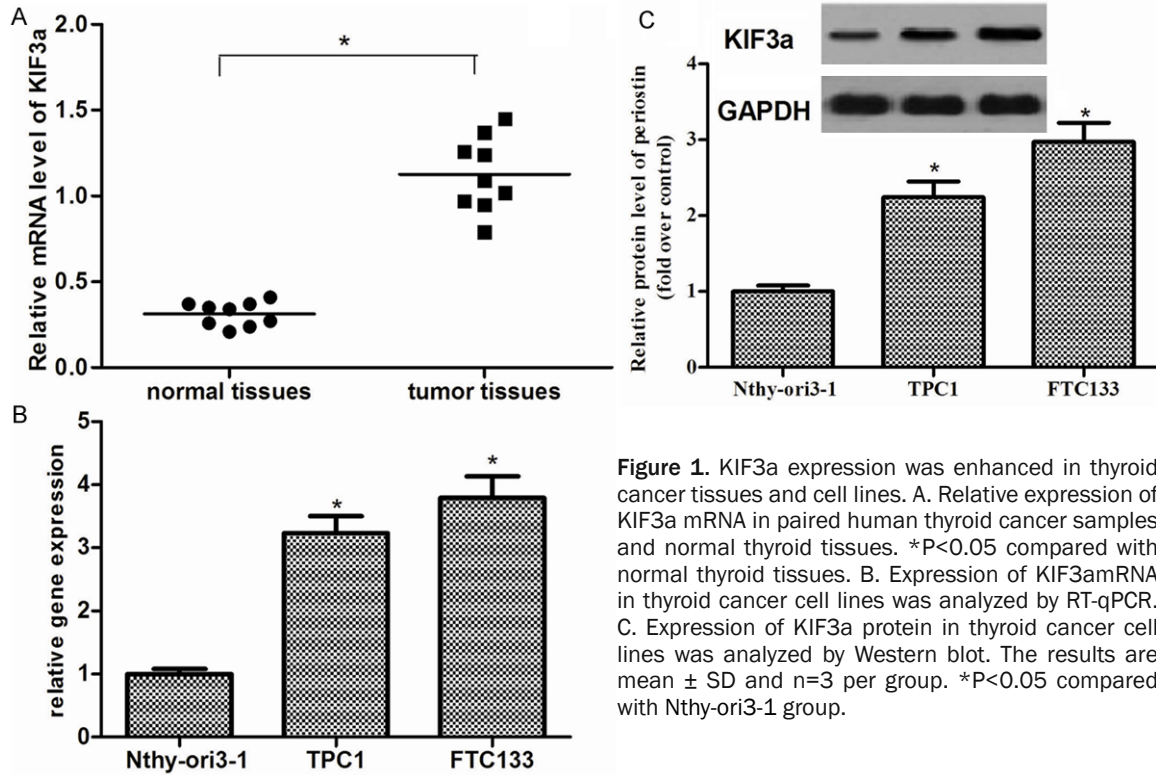 A
Relative mRNA level of KIF3a
2.0
1.5
1.0
0.5
0.0
*
normal tissues
tumor tissues
B
relative gene expression
5
4
3
2
1
0
*
*
Nthy-ori3-1
TPC1
FTC133
C
KIF3a
GAPDH
Relative protein level of periostin
(fold over control)
4
3
2
1
0
*
*
Nthy-ori3-1
TPC1
FTC133
Figure 1. KIF3a expression was enhanced in thyroid
cancer tissues and cell lines. A. Relative expression of
KIF3a mRNA in paired human thyroid cancer samples
and normal thyroid tissues. *P<0.05 compared with
normal thyroid tissues. B. Expression of KIF3amRNA
in thyroid cancer cell lines was analyzed by RT-qPCR.
C. Expression of KIF3a protein in thyroid cancer cell
lines was analyzed by Western blot. The results are
mean ± SD and n=3 per group. *P<0.05 compared
with Nthy-ori3-1 group.